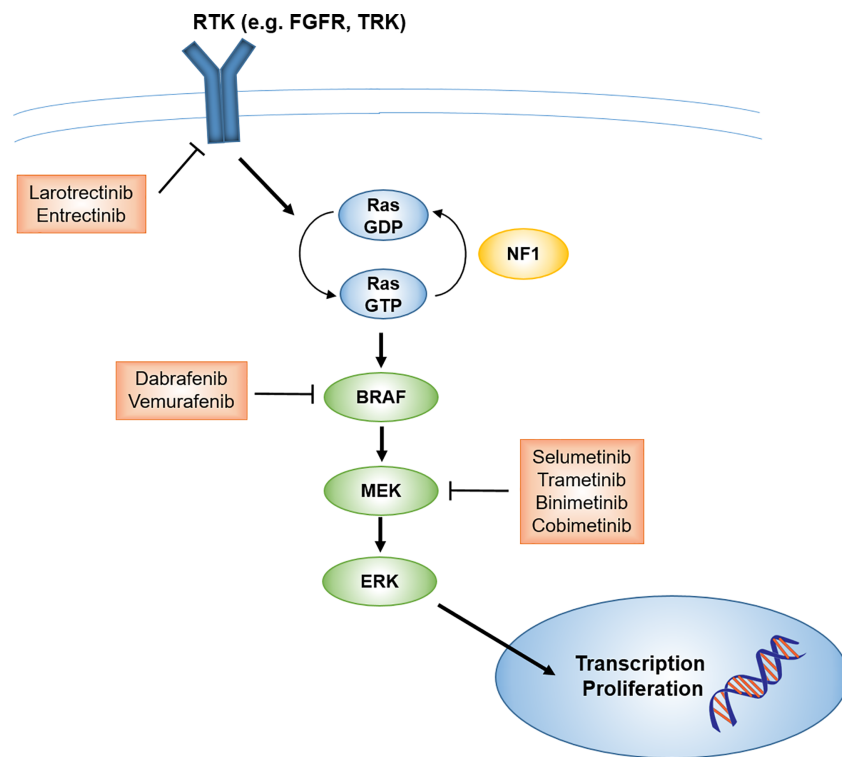 RTK (e.g. FGFR, TRK)
Larotrectinib
Entrectinib
Ras
GDP
NF1
Ras
GTP
Dabrafenib
Vemurafenib
BRAF
Selumetinib
Trametinib
Binimetinib
Cobimetinib
MEK
ERK
Transcription
Proliferation